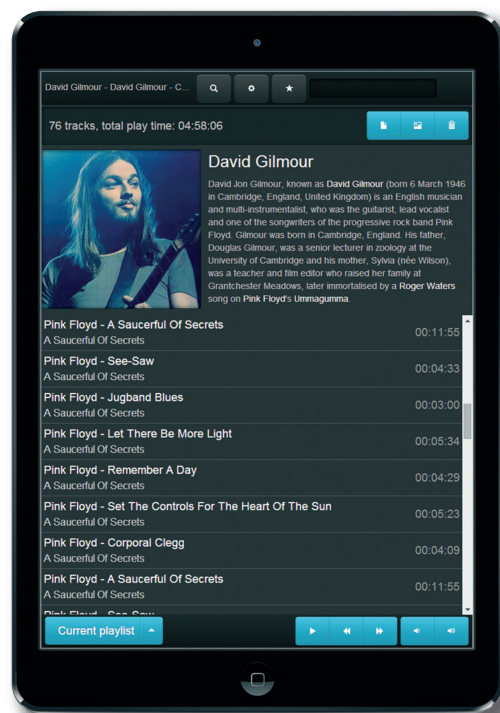 David Gilmour - David Gilmour - C...
76 tracks, total play time: 04:58:06
David Gilmour
David Jon Gilmour, known as David Gilmour (born 6 March 1946
in Cambridge, England, United Kingdom) is an English musician
and multi-instrumentalist, who was the guitarist, lead vocalist
and one of the songwriters of the progressive rock band Pink
Floyd. Gilmour was born in Cambridge, England. His father,
Douglas Gilmour, was a senior lecturer in zoology at the
University of Cambridge and his mother, Sylvia (née Wilson),
was a teacher and film editor who raised her family at
Grantchester Meadows, later immortalised by a Roger Waters
song on Pink Floyd's Ummagumma.
Pink Floyd - A Saucerful Of Secrets
A Saucerful Of Secrets
00:11:55
Pink Floyd - See-Saw
A Saucerful Of Secrets
00:04:33
Pink Floyd - Jugband Blues
A Saucerful Of Secrets
00:03:00
Pink Floyd - Let There Be More Light
A Saucerful Of Secrets
00:05:34
Pink Floyd - Remember A Day
A Saucerful Of Secrets
00:04:29
Pink Floyd - Set The Controls For The Heart Of The Sun
A Saucerful Of Secrets
00:05:23
Pink Floyd - Corporal Clegg
A Saucerful Of Secrets
00:04:09
Pink Floyd - A Saucerful Of Secrets
A Saucerful Of Secrets
00:11:55
Pink Floyd - See-Saw
Current playlist